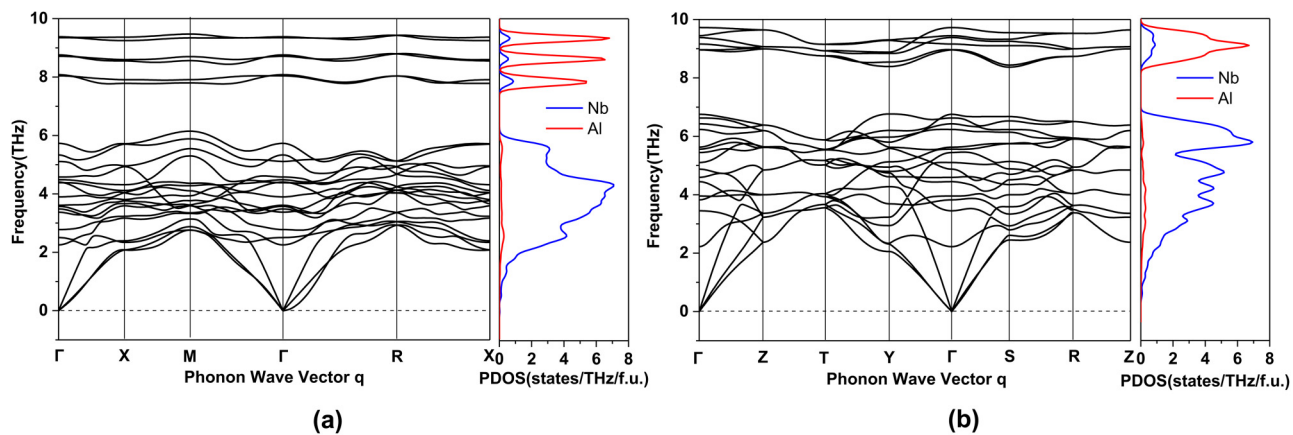 10
8
6
4
2
0
Frequency(THz)
Γ X M Γ R X
Phonon Wave Vector q
Nb
Al
0 2 4 6 8
PDOS(states/THz/f.u.)
(a)
10
8
6
4
2
0
Frequency(THz)
Γ Z T Y Γ S R Z
Phonon Wave Vector q
Nb
Al
0 2 4 6 8
PDOS(states/THz/f.u.)
(b)